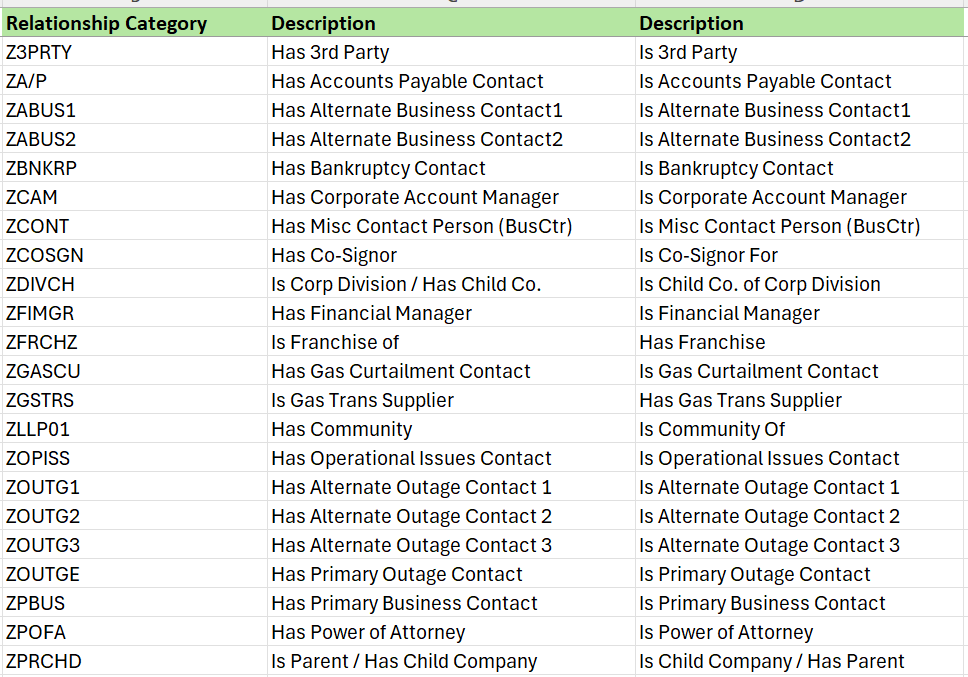 Relationship Category Description Description
Z3PRTY Has 3rd Party Is 3rd Party
ZA/P Has Accounts Payable Contact Is Accounts Payable Contact
ZABUS1 Has Alternate Business Contact1 Is Alternate Business Contact1
ZABUS2 Has Alternate Business Contact2 Is Alternate Business Contact2
ZBNKRP Has Bankruptcy Contact Is Bankruptcy Contact
ZCAM Has Corporate Account Manager Is Corporate Account Manager
ZCONT Has Misc Contact Person (BusCtr) Is Misc Contact Person (BusCtr)
ZCOSGN Has Co-Signor Is Co-Signor For
ZDIVCH Is Corp Division / Has Child Co. Is Child Co. of Corp Division
ZFIMGR Has Financial Manager Is Financial Manager
ZFRCHZ Is Franchise of Has Franchise
ZGASCU Has Gas Curtailment Contact Is Gas Curtailment Contact
ZGSTRS Is Gas Trans Supplier Has Gas Trans Supplier
ZLLP01 Has Community Is Community Of
ZOPISS Has Operational Issues Contact Is Operational Issues Contact
ZOUTG1 Has Alternate Outage Contact 1 Is Alternate Outage Contact 1
ZOUTG2 Has Alternate Outage Contact 2 Is Alternate Outage Contact 2
ZOUTG3 Has Alternate Outage Contact 3 Is Alternate Outage Contact 3
ZOUTGE Has Primary Outage Contact Is Primary Outage Contact
ZPBUS Has Primary Business Contact Is Primary Business Contact
ZPOFA Has Power of Attorney Is Power of Attorney
ZPRCHD Is Parent / Has Child Company Is Child Company / Has Parent